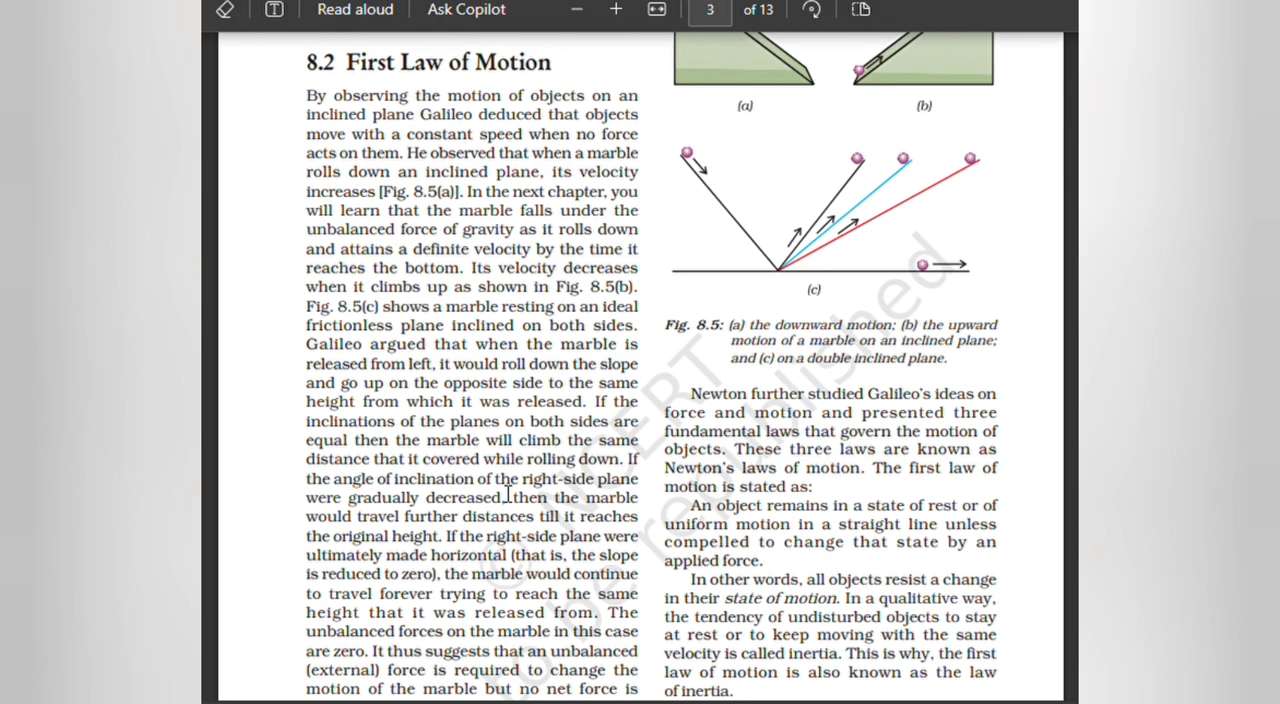 Read aloud
Ask Copilot
3
of 13
8.2 First Law of Motion
By observing the motion of objects on an
inclined plane Galileo deduced that objects
move with a constant speed when no force
acts on them. He observed that when a marble
rolls down an inclined plane, its velocity
increases [Fig. 8.5(a)]. In the next chapter, you
will learn that the marble falls under the
unbalanced force of gravity as it rolls down
and attains a definite velocity by the time it
reaches the bottom. Its velocity decreases
when it climbs up as shown in Fig. 8.5(b).
Fig. 8.5(c) shows a marble resting on an ideal
frictionless plane inclined on both sides.
Galileo argued that when the marble is
released from left, it would roll down the slope
and go up on the opposite side to the same
height from which it was released. If the
inclinations of the planes on both sides are
equal then the marble will climb the same
distance that it covered while rolling down. If
the angle of inclination of the right-side plane
were gradually decreased, then the marble
would travel further distances till it reaches
the original height. If the right-side plane were
ultimately made horizontal (that is, the slope
is reduced to zero), the marble would continue
to travel forever trying to reach the same
height that it was released from. The
unbalanced forces on the marble in this case
are zero. It thus suggests that an unbalanced
(external) force is required to change the
motion of the marble but no net force is
(a)
(b)
(c)
Fig. 8.5: (a) the downward motion; (b) the upward
motion of a marble on an inclined plane;
and (c) on a double inclined plane.
Newton further studied Galileo's ideas on
force and motion and presented three
fundamental laws that govern the motion of
objects. These three laws are known as
Newton's laws of motion. The first law of
motion is stated as:
An object remains in a state of rest or of
uniform motion in a straight line unless
compelled to change that state by an
applied force.
In other words, all objects resist a change
in their state of motion. In a qualitative way,
the tendency of undisturbed objects to stay
at rest or to keep moving with the same
velocity is called inertia. This is why, the first
law of motion is also known as the law
of inertia.
© NCERT
to be republished